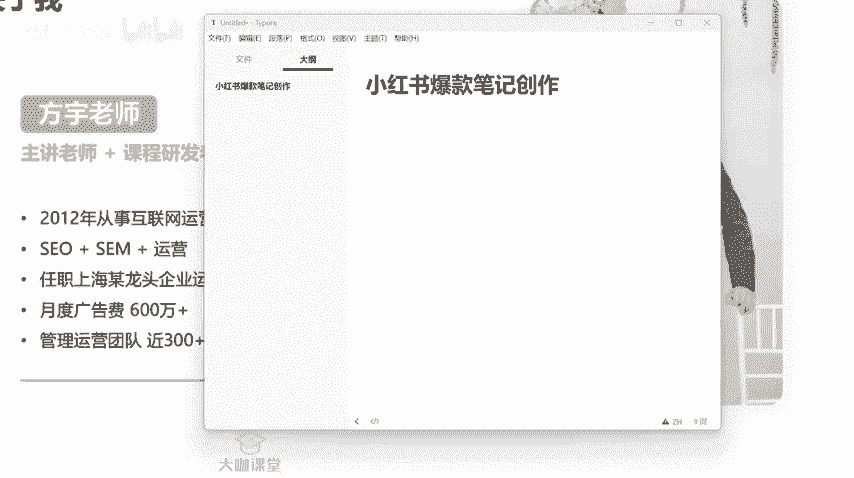 T Untitled• - Typora
文件(F) 编辑(E) 段落(P) 格式(O) 视图(V) 主题(T) 帮助(H)
文件 大纲
小红书爆款笔记创作
小红书爆款笔记创作
ZH 9 词
方宇老师
主讲老师 + 课程研发
• 2012年从事互联网运营
• SEO + SEM + 运营
• 任职上海某龙头企业运
• 月度广告费 600万+
• 管理运营团队 近300+
大咖课堂
bilibili